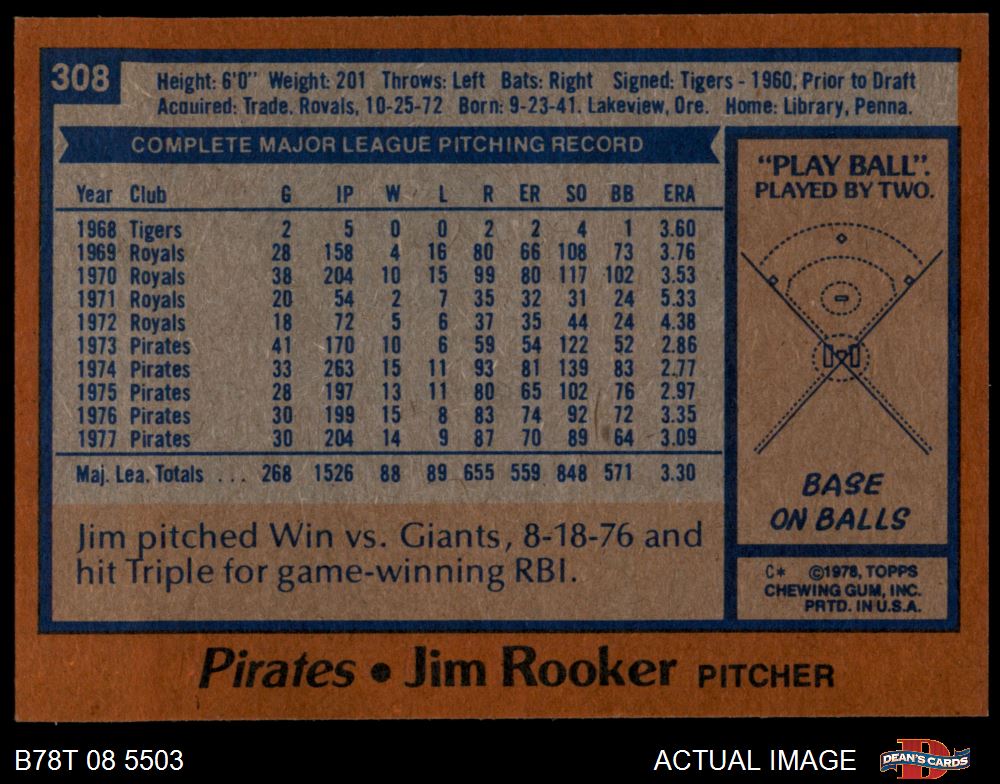 308
Height: 6'0" Weight: 201 Throws: Left Bats: Right Signed: Tigers - 1960, Prior to Draft
Acquired: Trade, Royals, 10-25-72 Born: 9-23-41, Lakeview, Ore. Home: Library, Penna.
COMPLETE MAJOR LEAGUE PITCHING RECORD
Year Club G IP W L R ER SO BB ERA
1968 Tigers 2 5 0 0 2 2 4 1 3.60
1969 Royals 28 158 4 16 80 66 108 73 3.76
1970 Royals 38 204 10 15 99 80 117 102 3.53
1971 Royals 20 54 2 7 35 32 31 24 5.33
1972 Royals 18 72 5 6 37 35 44 24 4.38
1973 Pirates 41 170 10 6 59 54 122 52 2.86
1974 Pirates 33 263 15 11 93 81 139 83 2.77
1975 Pirates 28 197 13 11 80 65 102 76 2.97
1976 Pirates 30 199 15 8 83 74 92 72 3.35
1977 Pirates 30 204 14 9 87 70 89 64 3.09
Maj. Lea. Totals ... 268 1526 88 89 655 559 848 571 3.30
Jim pitched Win vs. Giants, 8-18-76 and
hit Triple for game-winning RBI.
"PLAY BALL".
PLAYED BY TWO.
BASE
ON BALLS
C* ©1978, TOPPS
CHEWING GUM, INC.
PRTD. IN U.S.A.
Pirates • Jim Rooker PITCHER
B78T 08 5503
ACTUAL IMAGE
D
DEAN'S CARDS